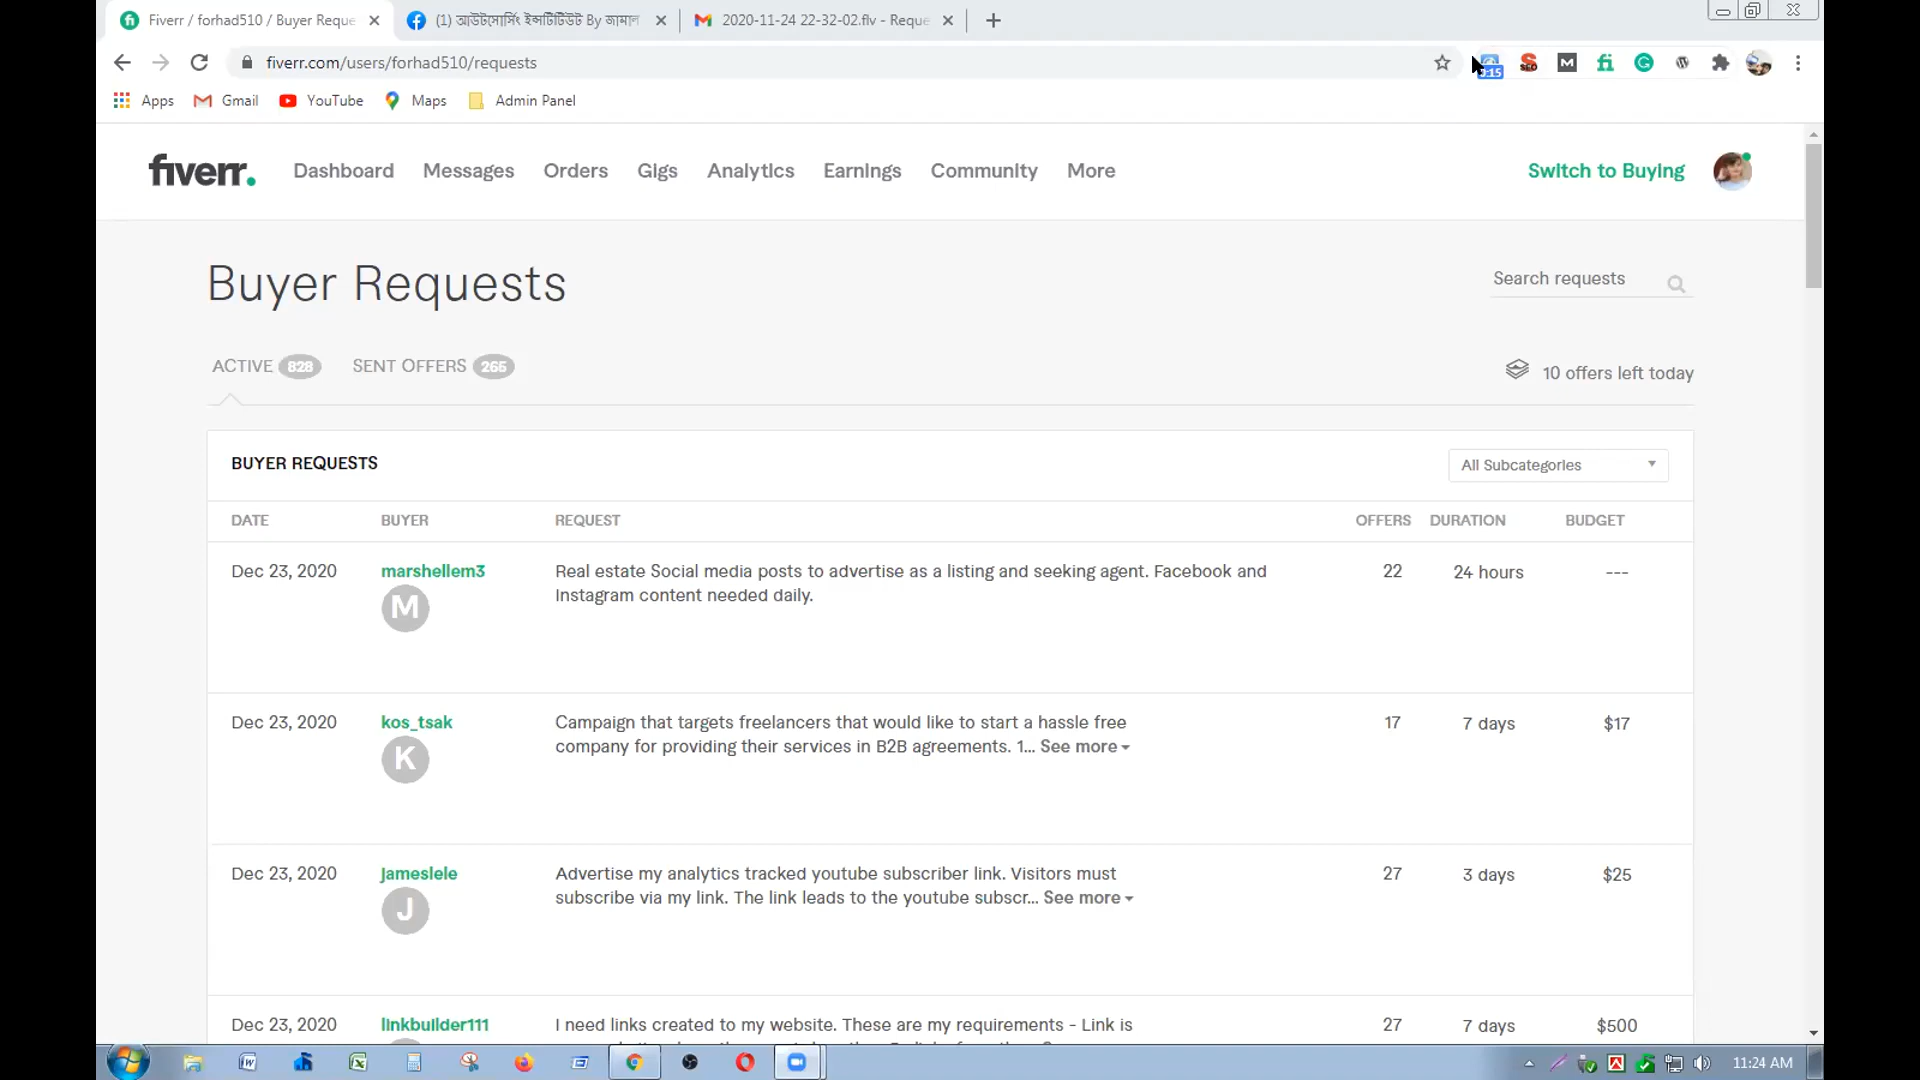 Fiverr / forhad510 / Buyer Reque
(1) আউটসোর্সিং ইন্সটিটিউট By জামাল
2020-11-24 22-32-02.flv - Reque
fiverr.com/users/forhad510/requests
Apps
Gmail
YouTube
Maps
Admin Panel
fiverr.
Dashboard
Messages
Orders
Gigs
Analytics
Earnings
Community
More
Switch to Buying
Buyer Requests
Search requests
ACTIVE 828
SENT OFFERS 265
10 offers left today
BUYER REQUESTS
All Subcategories
DATE BUYER REQUEST OFFERS DURATION BUDGET
Dec 23, 2020 marshellem3 Real estate Social media posts to advertise as a listing and seeking agent. Facebook and 22 24 hours ---
Instagram content needed daily.
M
Dec 23, 2020 kos_tsak Campaign that targets freelancers that would like to start a hassle free 17 7 days $17
company for providing their services in B2B agreements. 1... See more
K
Dec 23, 2020 jameslele Advertise my analytics tracked youtube subscriber link. Visitors must 27 3 days $25
subscribe via my link. The link leads to the youtube subscr... See more
J
Dec 23, 2020 linkbuilder111 I need links created to my website. These are my requirements - Link is 27 7 days $500
11:24 AM